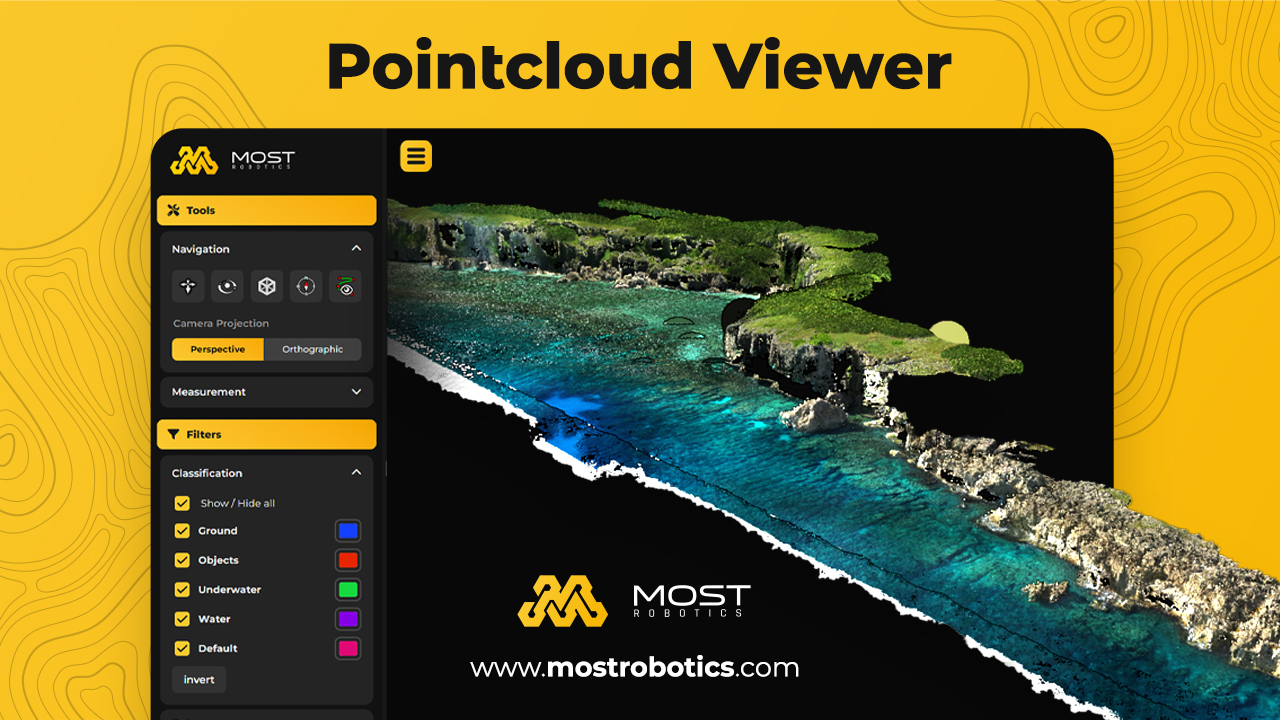 Pointcloud Viewer
MOST
ROBOTICS
Tools
Navigation
Camera Projection
Perspective
Orthographic
Measurement
Filters
Classification
Show / Hide all
Ground
Objects
Underwater
Water
Default
invert
MOST
ROBOTICS
www.mostrobotics.com